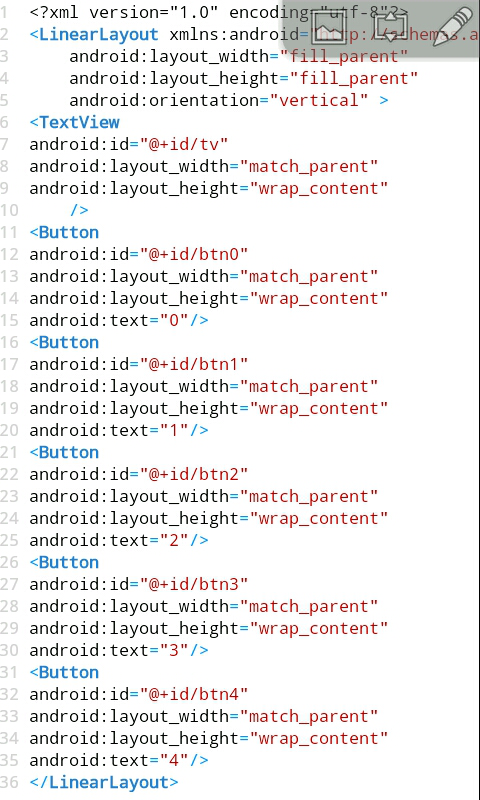 1 <?xml version="1.0" encoding="utf-8"?>
2 <LinearLayout xmlns:android="http://schemas.a
3 android:layout_width="fill_parent"
4 android:layout_height="fill_parent"
5 android:orientation="vertical" >
6 <TextView
7 android:id="@+id/tv"
8 android:layout_width="match_parent"
9 android:layout_height="wrap_content"
10 />
11 <Button
12 android:id="@+id/btn0"
13 android:layout_width="match_parent"
14 android:layout_height="wrap_content"
15 android:text="0"/>
16 <Button
17 android:id="@+id/btn1"
18 android:layout_width="match_parent"
19 android:layout_height="wrap_content"
20 android:text="1"/>
21 <Button
22 android:id="@+id/btn2"
23 android:layout_width="match_parent"
24 android:layout_height="wrap_content"
25 android:text="2"/>
26 <Button
27 android:id="@+id/btn3"
28 android:layout_width="match_parent"
29 android:layout_height="wrap_content"
30 android:text="3"/>
31 <Button
32 android:id="@+id/btn4"
33 android:layout_width="match_parent"
34 android:layout_height="wrap_content"
35 android:text="4"/>
36 </LinearLayout>